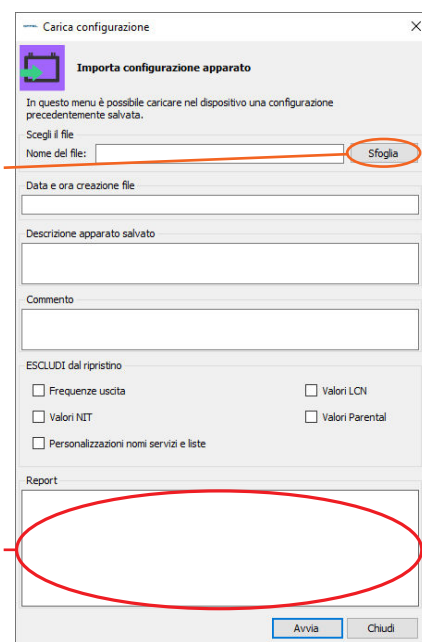 Carica configurazione
Importa configurazione apparato
In questo menu è possibile caricare nel dispositivo una configurazione
precedentemente salvata.
Scegli il file
Nome del file:
Sfoglia
Data e ora creazione file
Descrizione apparato salvato
Commento
ESCLUDI dal ripristino
Frequenze uscita
Valori LCN
Valori NIT
Valori Parental
Personalizzazioni nomi servizi e liste
Report
Avvia
Chiudi